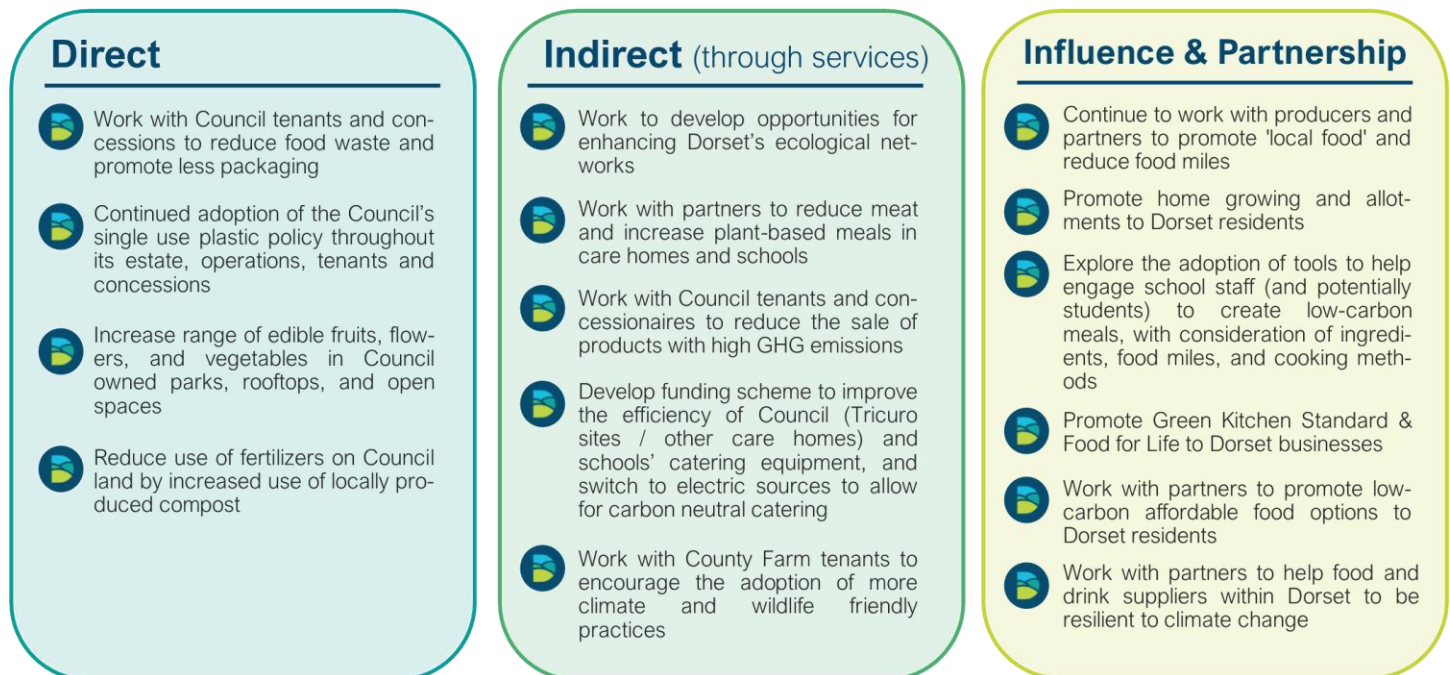 Direct
Work with Council tenants and con-
cessions to reduce food waste and
promote less packaging
Continued adoption of the Council's
single use plastic policy throughout
its estate, operations, tenants and
concessions
Increase range of edible fruits, flow-
ers, and vegetables in Council
owned parks, rooftops, and open
spaces
Reduce use of fertilizers on Council
land by increased use of locally pro-
duced compost
Indirect (through services)
Work to develop opportunities for
enhancing Dorset's ecological net-
works
Work with partners to reduce meat
and increase plant-based meals in
care homes and schools
Work with Council tenants and con-
cessionaires to reduce the sale of
products with high GHG emissions
Develop funding scheme to improve
the efficiency of Council (Tricuro
sites / other care homes) and
schools' catering equipment, and
switch to electric sources to allow
for carbon neutral catering
Work with County Farm tenants to
encourage the adoption of more
climate and wildlife friendly
practices
Influence & Partnership
Continue to work with producers and
partners to promote 'local food' and
reduce food miles
Promote home growing and allot-
ments to Dorset residents
Explore the adoption of tools to help
engage school staff (and potentially
students) to create low-carbon
meals, with consideration of ingredi-
ents, food miles, and cooking meth-
ods
Promote Green Kitchen Standard &
Food for Life to Dorset businesses
Work with partners to promote low-
carbon affordable food options to
Dorset residents
Work with partners to help food and
drink suppliers within Dorset to be
resilient to climate change